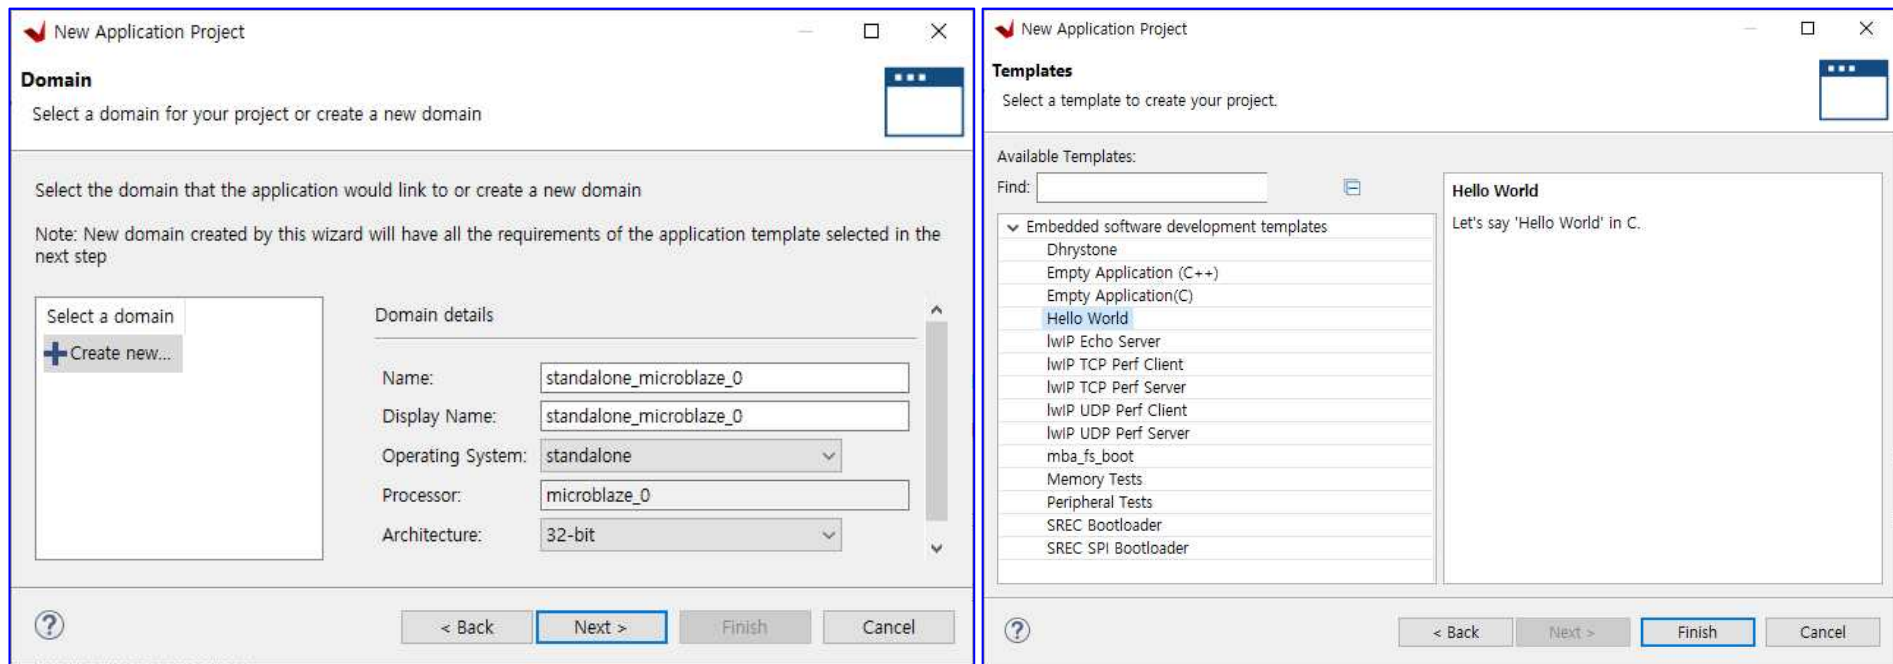 New Application Project
Domain
Select a domain for your project or create a new domain
Select the domain that the application would link to or create a new domain
Note: New domain created by this wizard will have all the requirements of the application template selected in the
next step
Select a domain
Create new...
Domain details
Name: standalone_microblaze_0
Display Name: standalone_microblaze_0
Operating System: standalone
Processor: microblaze_0
Architecture: 32-bit
< Back Next > Finish Cancel
New Application Project
Templates
Select a template to create your project.
Available Templates:
Find:
Embedded software development templates
Dhrystone
Empty Application (C++)
Empty Application(C)
Hello World
lwIP Echo Server
lwIP TCP Perf Client
lwIP TCP Perf Server
lwIP UDP Perf Client
lwIP UDP Perf Server
mba_fs_boot
Memory Tests
Peripheral Tests
SREC Bootloader
SREC SPI Bootloader
Hello World
Let's say 'Hello World' in C.
< Back Next > Finish Cancel